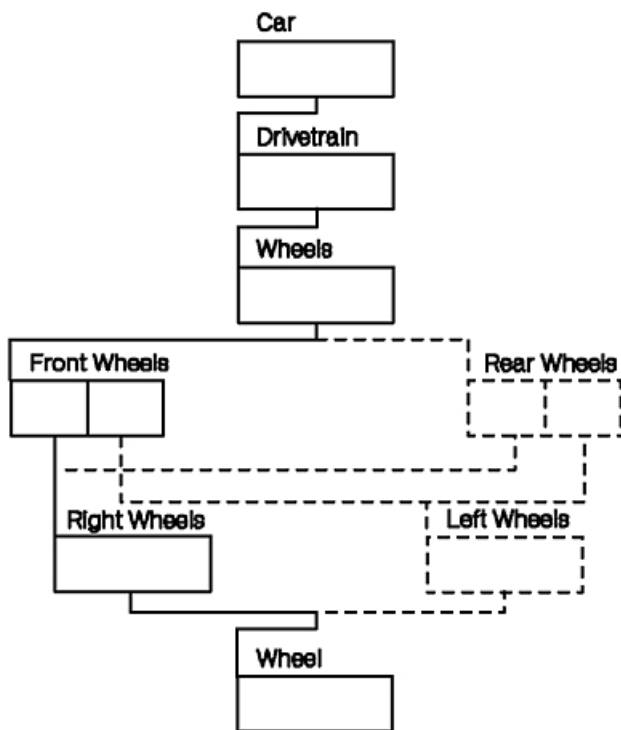 Car
Drivetrain
Wheels
Front Wheels
Rear Wheels
Right Wheels
Left Wheels
Wheel